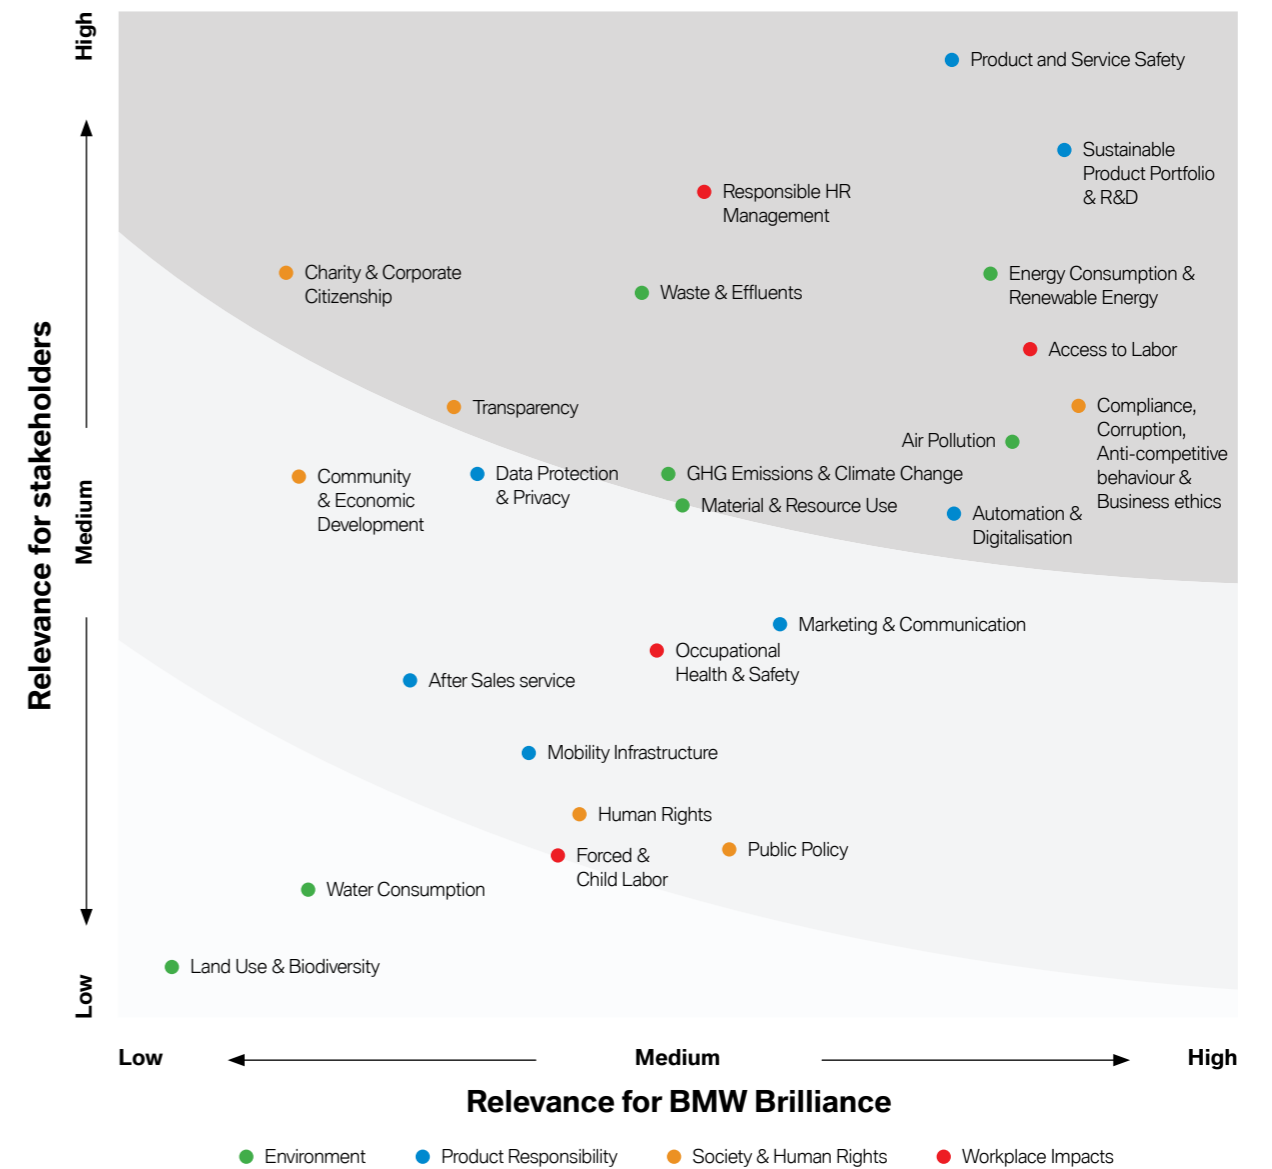 High
Product and Service Safety
Sustainable
Product Portfolio
& R&D
Responsible HR
Management
Charity & Corporate
Citizenship
Waste & Effluents
Energy Consumption &
Renewable Energy
Access to Labor
Transparency
Compliance,
Corruption,
Anti-competitive
behaviour &
Business ethics
Air Pollution
Community
& Economic
Development
Data Protection
& Privacy
GHG Emissions & Climate Change
Material & Resource Use
Automation &
Digitalisation
Relevance for stakeholders
Medium
Marketing & Communication
Occupational
Health & Safety
After Sales service
Mobility Infrastructure
Human Rights
Public Policy
Forced &
Child Labor
Water Consumption
Land Use & Biodiversity
Low
Low
Medium
High
Relevance for BMW Brilliance
Environment
Product Responsibility
Society & Human Rights
Workplace Impacts